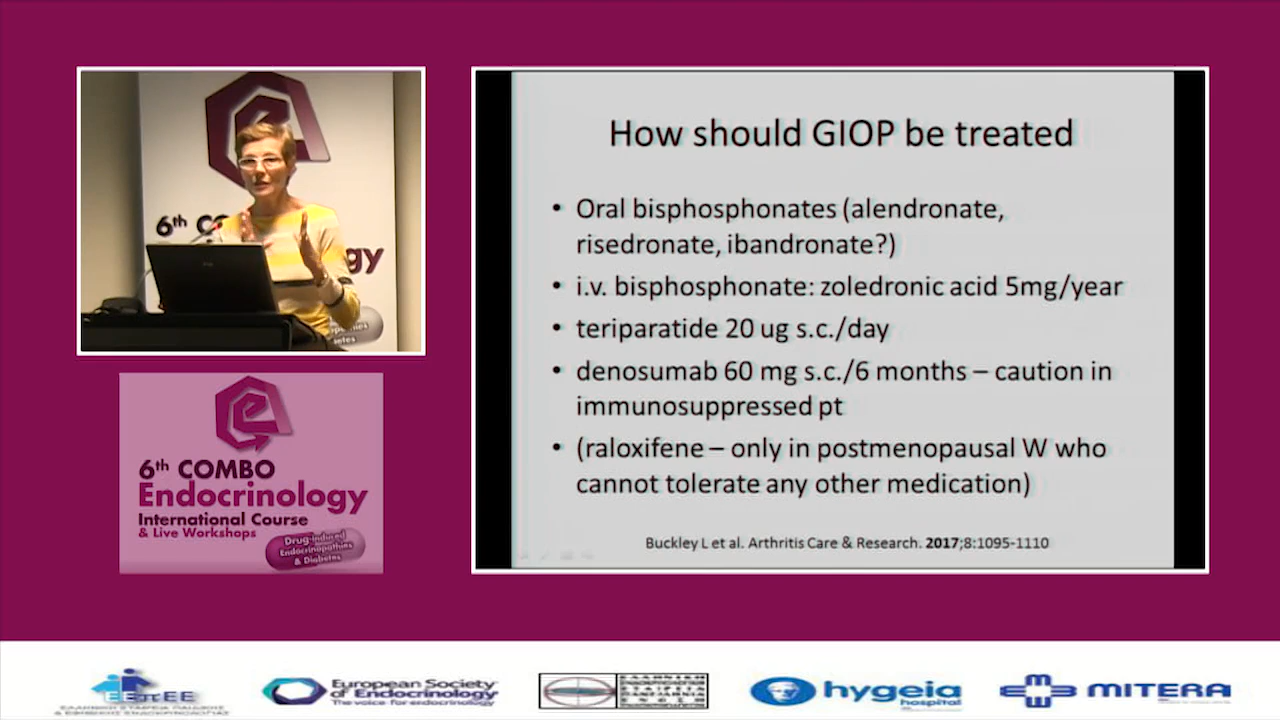 How should GIOP be treated
• Oral bisphosphonates (alendronate,
risedronate, ibandronate?)
• i.v. bisphosphonate: zoledronic acid 5mg/year
• teriparatide 20 ug s.c./day
• denosumab 60 mg s.c./6 months – caution in
immunosuppressed pt
• (raloxifene – only in postmenopausal W who
cannot tolerate any other medication)
Buckley L et al. Arthritis Care & Research. 2017;8:1095-1110
6th CO
gy
6th COMBO
Endocrinology
International Course
& Live Workshops
Drug-induced
Endocrinopathies
& Diabetes
European Society
of Endocrinology
The voice for endocrinology
hygeia
hospital
MITERA